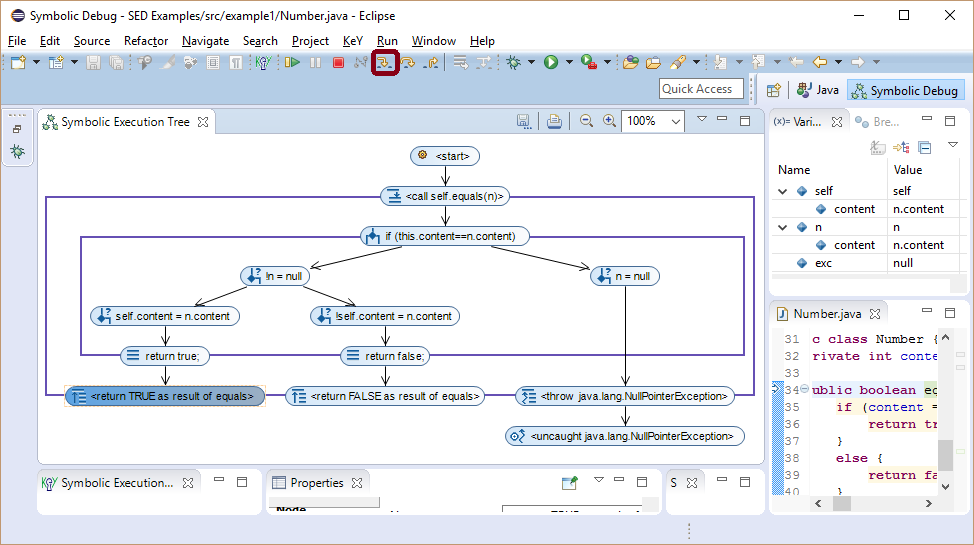 Symbolic Debug - SED Examples/src/example1/Number.java - Eclipse
File Edit Source Refactor Navigate Search Project KeY Run Window Help
Quick Access
Java
Symbolic Debug
Symbolic Execution Tree
100%
<start>
<call self.equals(n)>
if (this.content==n.content)
!n = null
n = null
self.content = n.content
!self.content = n.content
return true;
return false;
<return TRUE as result of equals>
<return FALSE as result of equals>
<throw java.lang.NullPointerException>
<uncaught java.lang.NullPointerException>
(x)= Vari...
Bre...
Name Value
self self
content n.content
n n
content n.content
exc null
Number.java
31 c class Number {
32 rivate int conte
33
34 ublic boolean eq
35 if (content =
36 return tr
37 }
38 else {
39 return fa
40 }
Symbolic Execution...
Properties
S